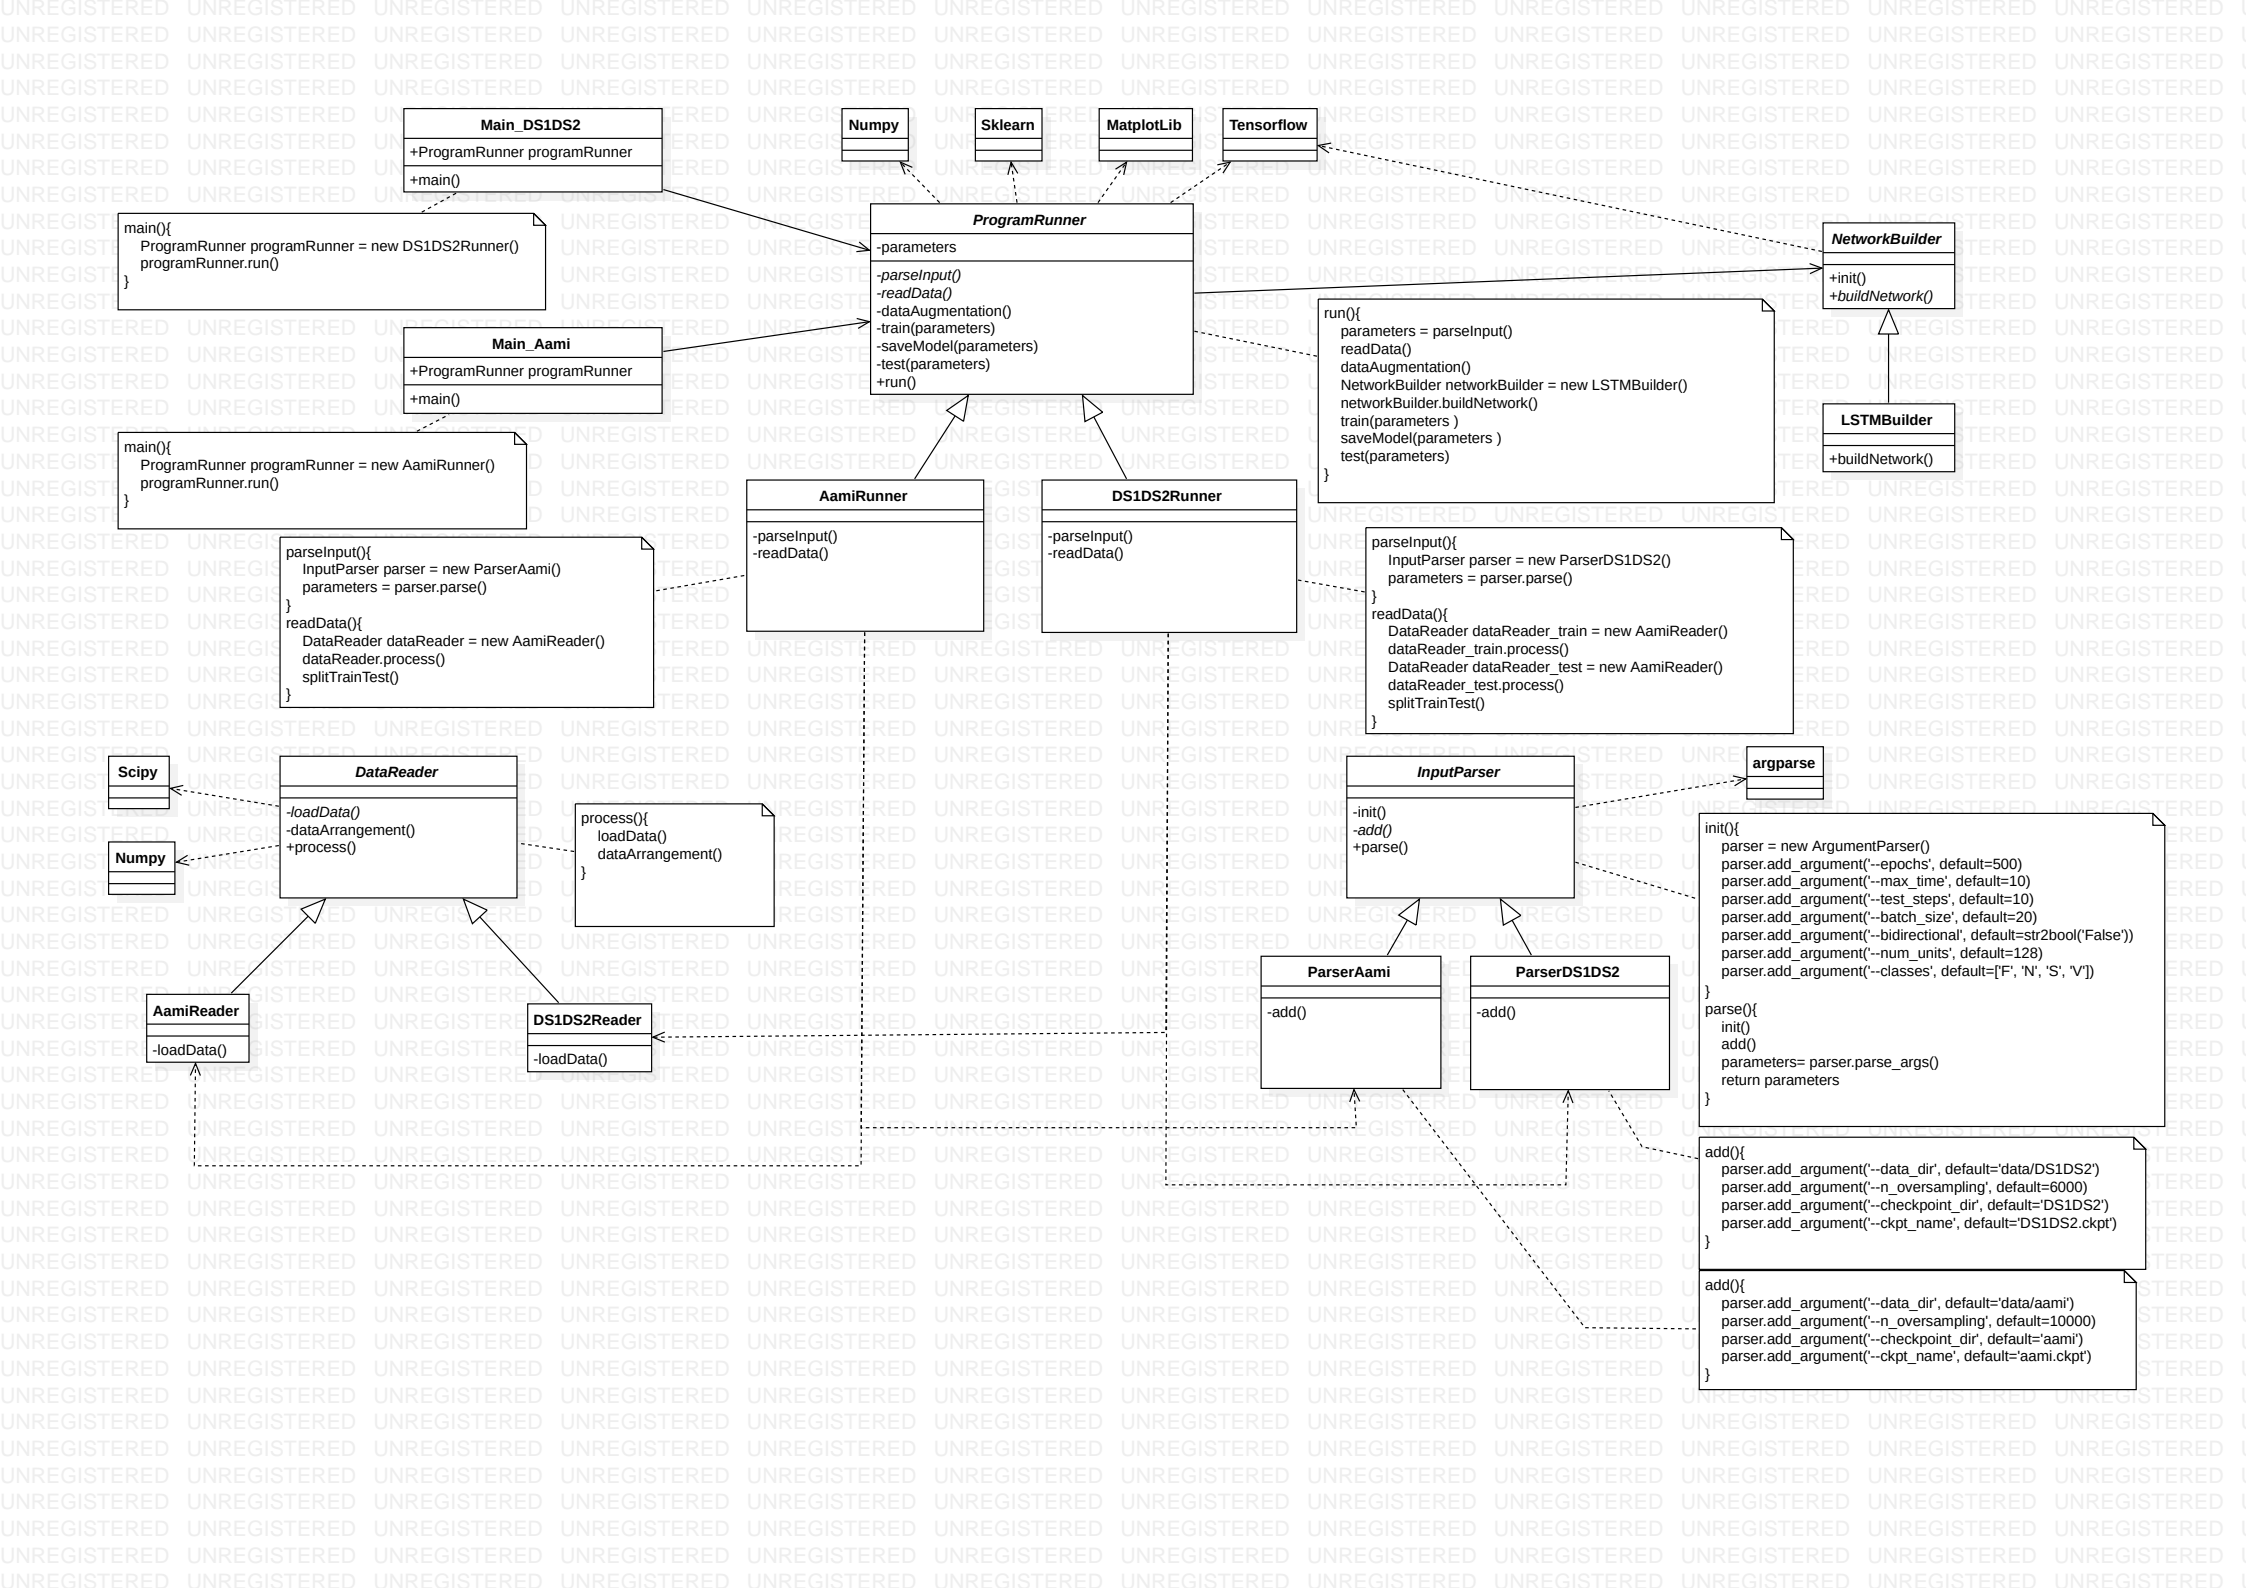 Main_DS1DS2
+ProgramRunner programRunner
+main()
main(){
ProgramRunner programRunner = new DS1DS2Runner()
programRunner.run()
}
Main_Aami
+ProgramRunner programRunner
+main()
main(){
ProgramRunner programRunner = new AamiRunner()
programRunner.run()
}
Numpy
Sklearn
MatplotLib
Tensorflow
ProgramRunner
-parameters
-parseInput()
-readData()
-dataAugmentation()
-train(parameters)
-saveModel(parameters)
-test(parameters)
+run()
NetworkBuilder
+init()
+buildNetwork()
run(){
parameters = parseInput()
readData()
dataAugmentation()
NetworkBuilder networkBuilder = new LSTMBuilder()
networkBuilder.buildNetwork()
train(parameters )
saveModel(parameters )
test(parameters)
}
LSTMBuilder
+buildNetwork()
AamiRunner
-parseInput()
-readData()
DS1DS2Runner
-parseInput()
-readData()
parseInput(){
InputParser parser = new ParserAami()
parameters = parser.parse()
}
readData(){
DataReader dataReader = new AamiReader()
dataReader.process()
splitTrainTest()
}
parseInput(){
InputParser parser = new ParserDS1DS2()
parameters = parser.parse()
}
readData(){
DataReader dataReader_train = new AamiReader()
dataReader_train.process()
DataReader dataReader_test = new AamiReader()
dataReader_test.process()
splitTrainTest()
}
Scipy
Numpy
DataReader
-loadData()
-dataArrangement()
+process()
process(){
loadData()
dataArrangement()
}
AamiReader
-loadData()
DS1DS2Reader
-loadData()
InputParser
-init()
-add()
+parse()
argparse
ParserAami
-add()
ParserDS1DS2
-add()
init(){
parser = new ArgumentParser()
parser.add_argument('--epochs', default=500)
parser.add_argument('--max_time', default=10)
parser.add_argument('--test_steps', default=10)
parser.add_argument('--batch_size', default=20)
parser.add_argument('--bidirectional', default=str2bool('False'))
parser.add_argument('--num_units', default=128)
parser.add_argument('--classes', default=['F', 'N', 'S', 'V'])
}
parse(){
init()
add()
parameters= parser.parse_args()
return parameters
}
add(){
parser.add_argument('--data_dir', default='data/DS1DS2')
parser.add_argument('--n_oversampling', default=6000)
parser.add_argument('--checkpoint_dir', default='DS1DS2')
parser.add_argument('--ckpt_name', default='DS1DS2.ckpt')
}
add(){
parser.add_argument('--data_dir', default='data/aami')
parser.add_argument('--n_oversampling', default=10000)
parser.add_argument('--checkpoint_dir', default='aami')
parser.add_argument('--ckpt_name', default='aami.ckpt')
}
UNREGISTERED